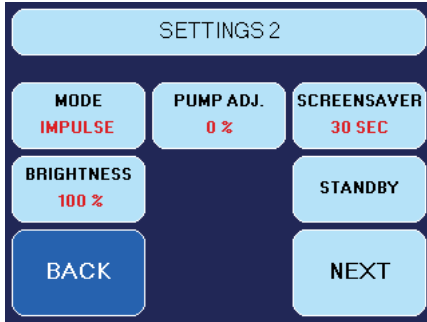 SETTINGS 2
MODE
IMPULSE
PUMP ADJ.
0 %
SCREENSAVER
30 SEC
BRIGHTNESS
100 %
STANDBY
BACK
NEXT